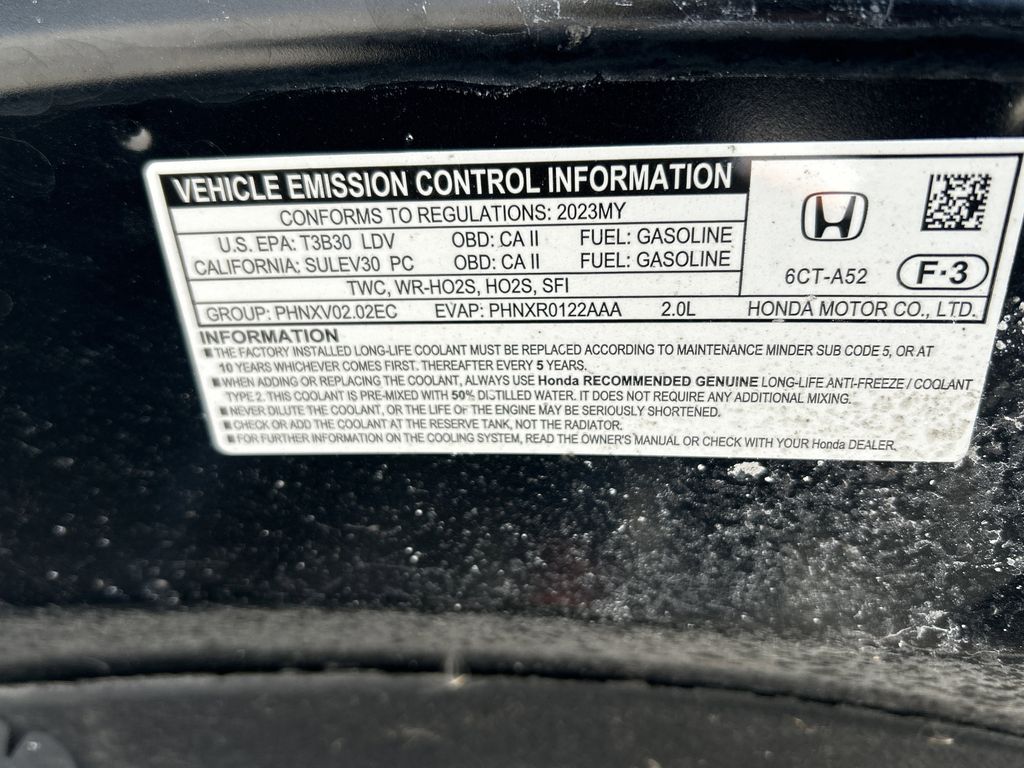 VEHICLE EMISSION CONTROL INFORMATION
CONFORMS TO REGULATIONS: 2023MY
U.S. EPA: T3B30 LDV OBD: CA II FUEL: GASOLINE
CALIFORNIA: SULEV30 PC OBD: CA II FUEL: GASOLINE
TWC, WR-HO2S, HO2S, SFI
6CT-A52 F-3
GROUP: PHNXV02.02EC EVAP: PHNXR0122AAA 2.0L HONDA MOTOR CO., LTD.
INFORMATION
■ THE FACTORY INSTALLED LONG-LIFE COOLANT MUST BE REPLACED ACCORDING TO MAINTENANCE MINDER SUB CODE 5, OR AT
10 YEARS WHICHEVER COMES FIRST. THEREAFTER EVERY 5 YEARS.
■ WHEN ADDING OR REPLACING THE COOLANT, ALWAYS USE Honda RECOMMENDED GENUINE LONG-LIFE ANTI-FREEZE / COOLANT
TYPE 2. THIS COOLANT IS PRE-MIXED WITH 50% DISTILLED WATER. IT DOES NOT REQUIRE ANY ADDITIONAL MIXING.
■ NEVER DILUTE THE COOLANT, OR THE LIFE OF THE ENGINE MAY BE SERIOUSLY SHORTENED.
■ CHECK OR ADD THE COOLANT AT THE RESERVE TANK, NOT THE RADIATOR.
■ FOR FURTHER INFORMATION ON THE COOLING SYSTEM, READ THE OWNER'S MANUAL OR CHECK WITH YOUR Honda DEALER.